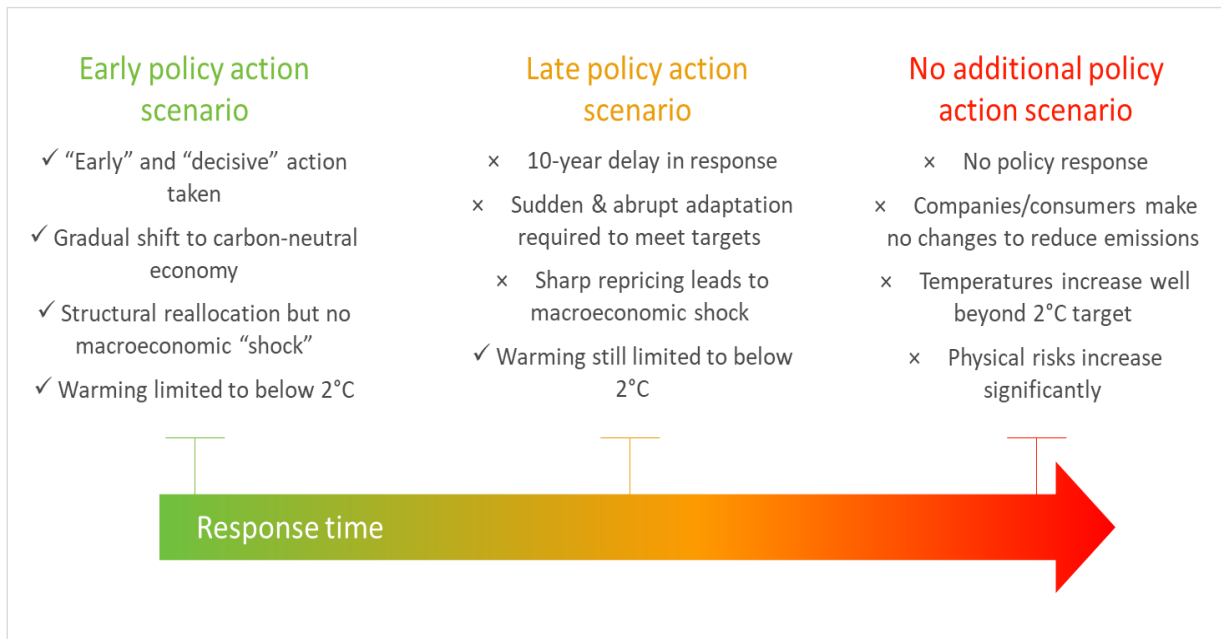 Early policy action
scenario
✓ “Early” and “decisive” action
taken
✓ Gradual shift to carbon-neutral
economy
✓ Structural reallocation but no
macroeconomic “shock”
✓ Warming limited to below 2°C
Late policy action
scenario
× 10-year delay in response
× Sudden & abrupt adaptation
required to meet targets
× Sharp repricing leads to
macroeconomic shock
✓ Warming still limited to below
2°C
No additional policy
action scenario
× No policy response
× Companies/consumers make
no changes to reduce emissions
× Temperatures increase well
beyond 2°C target
× Physical risks increase
significantly
Response time